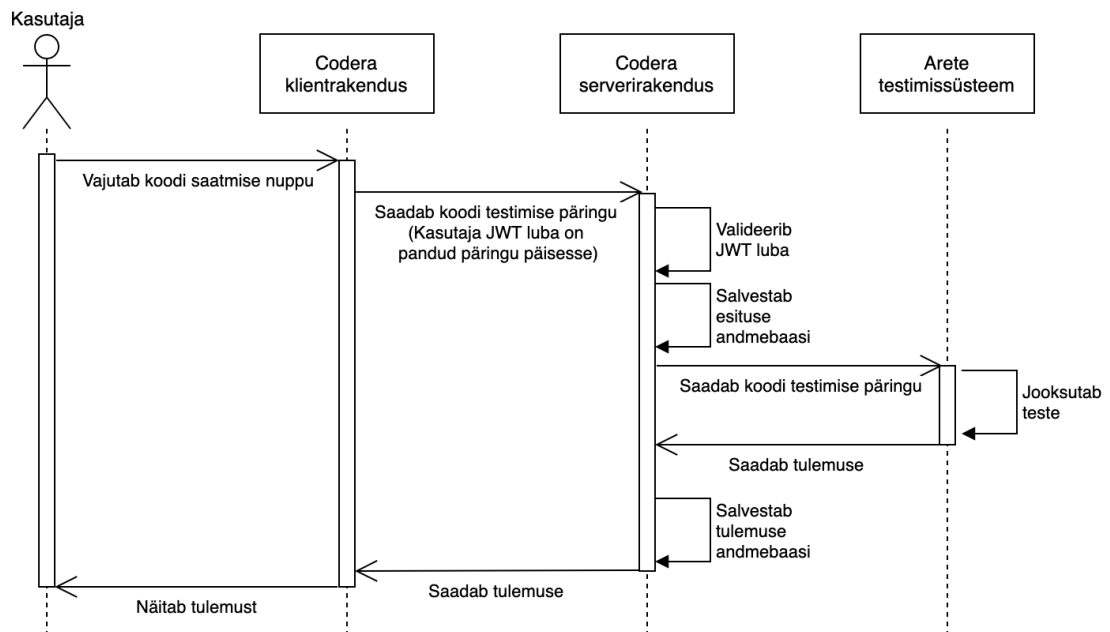 Kasutaja
Codera
klientrakendus
Codera
serverirakendus
Arete
testimissüsteem
Vajutab koodi saatmise nuppu
Saadab koodi testimise päringu
(Kasutaja JWT luba on
pandud päringu päisesse)
Valideerib
JWT luba
Salvestab
esituse
andmebaasi
Saadab koodi testimise päringu
Jooksutab
teste
Saadab tulemuse
Salvestab
tulemuse
andmebaasi
Saadab tulemuse
Näitab tulemust